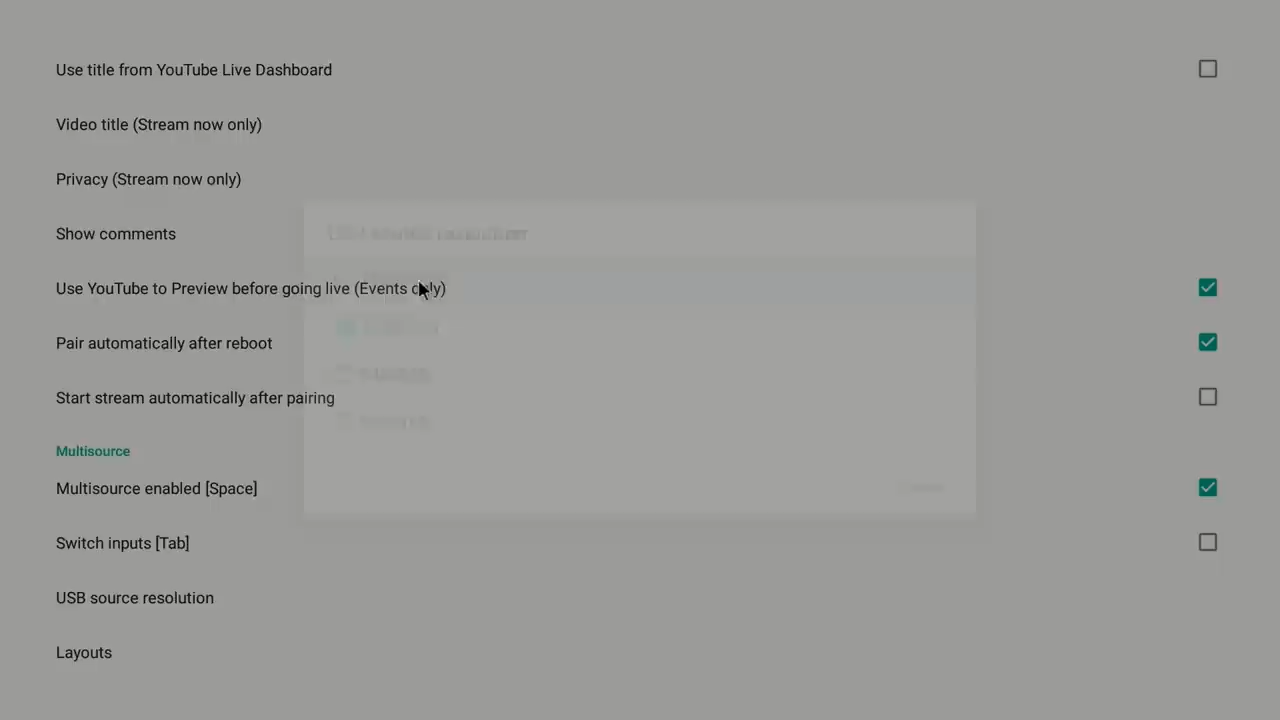 Use title from YouTube Live Dashboard
Video title (Stream now only)
Privacy (Stream now only)
Show comments
Use YouTube to Preview before going live (Events only)
Pair automatically after reboot
Start stream automatically after pairing
Multisource
Multisource enabled [Space]
Switch inputs [Tab]
USB source resolution
Layouts